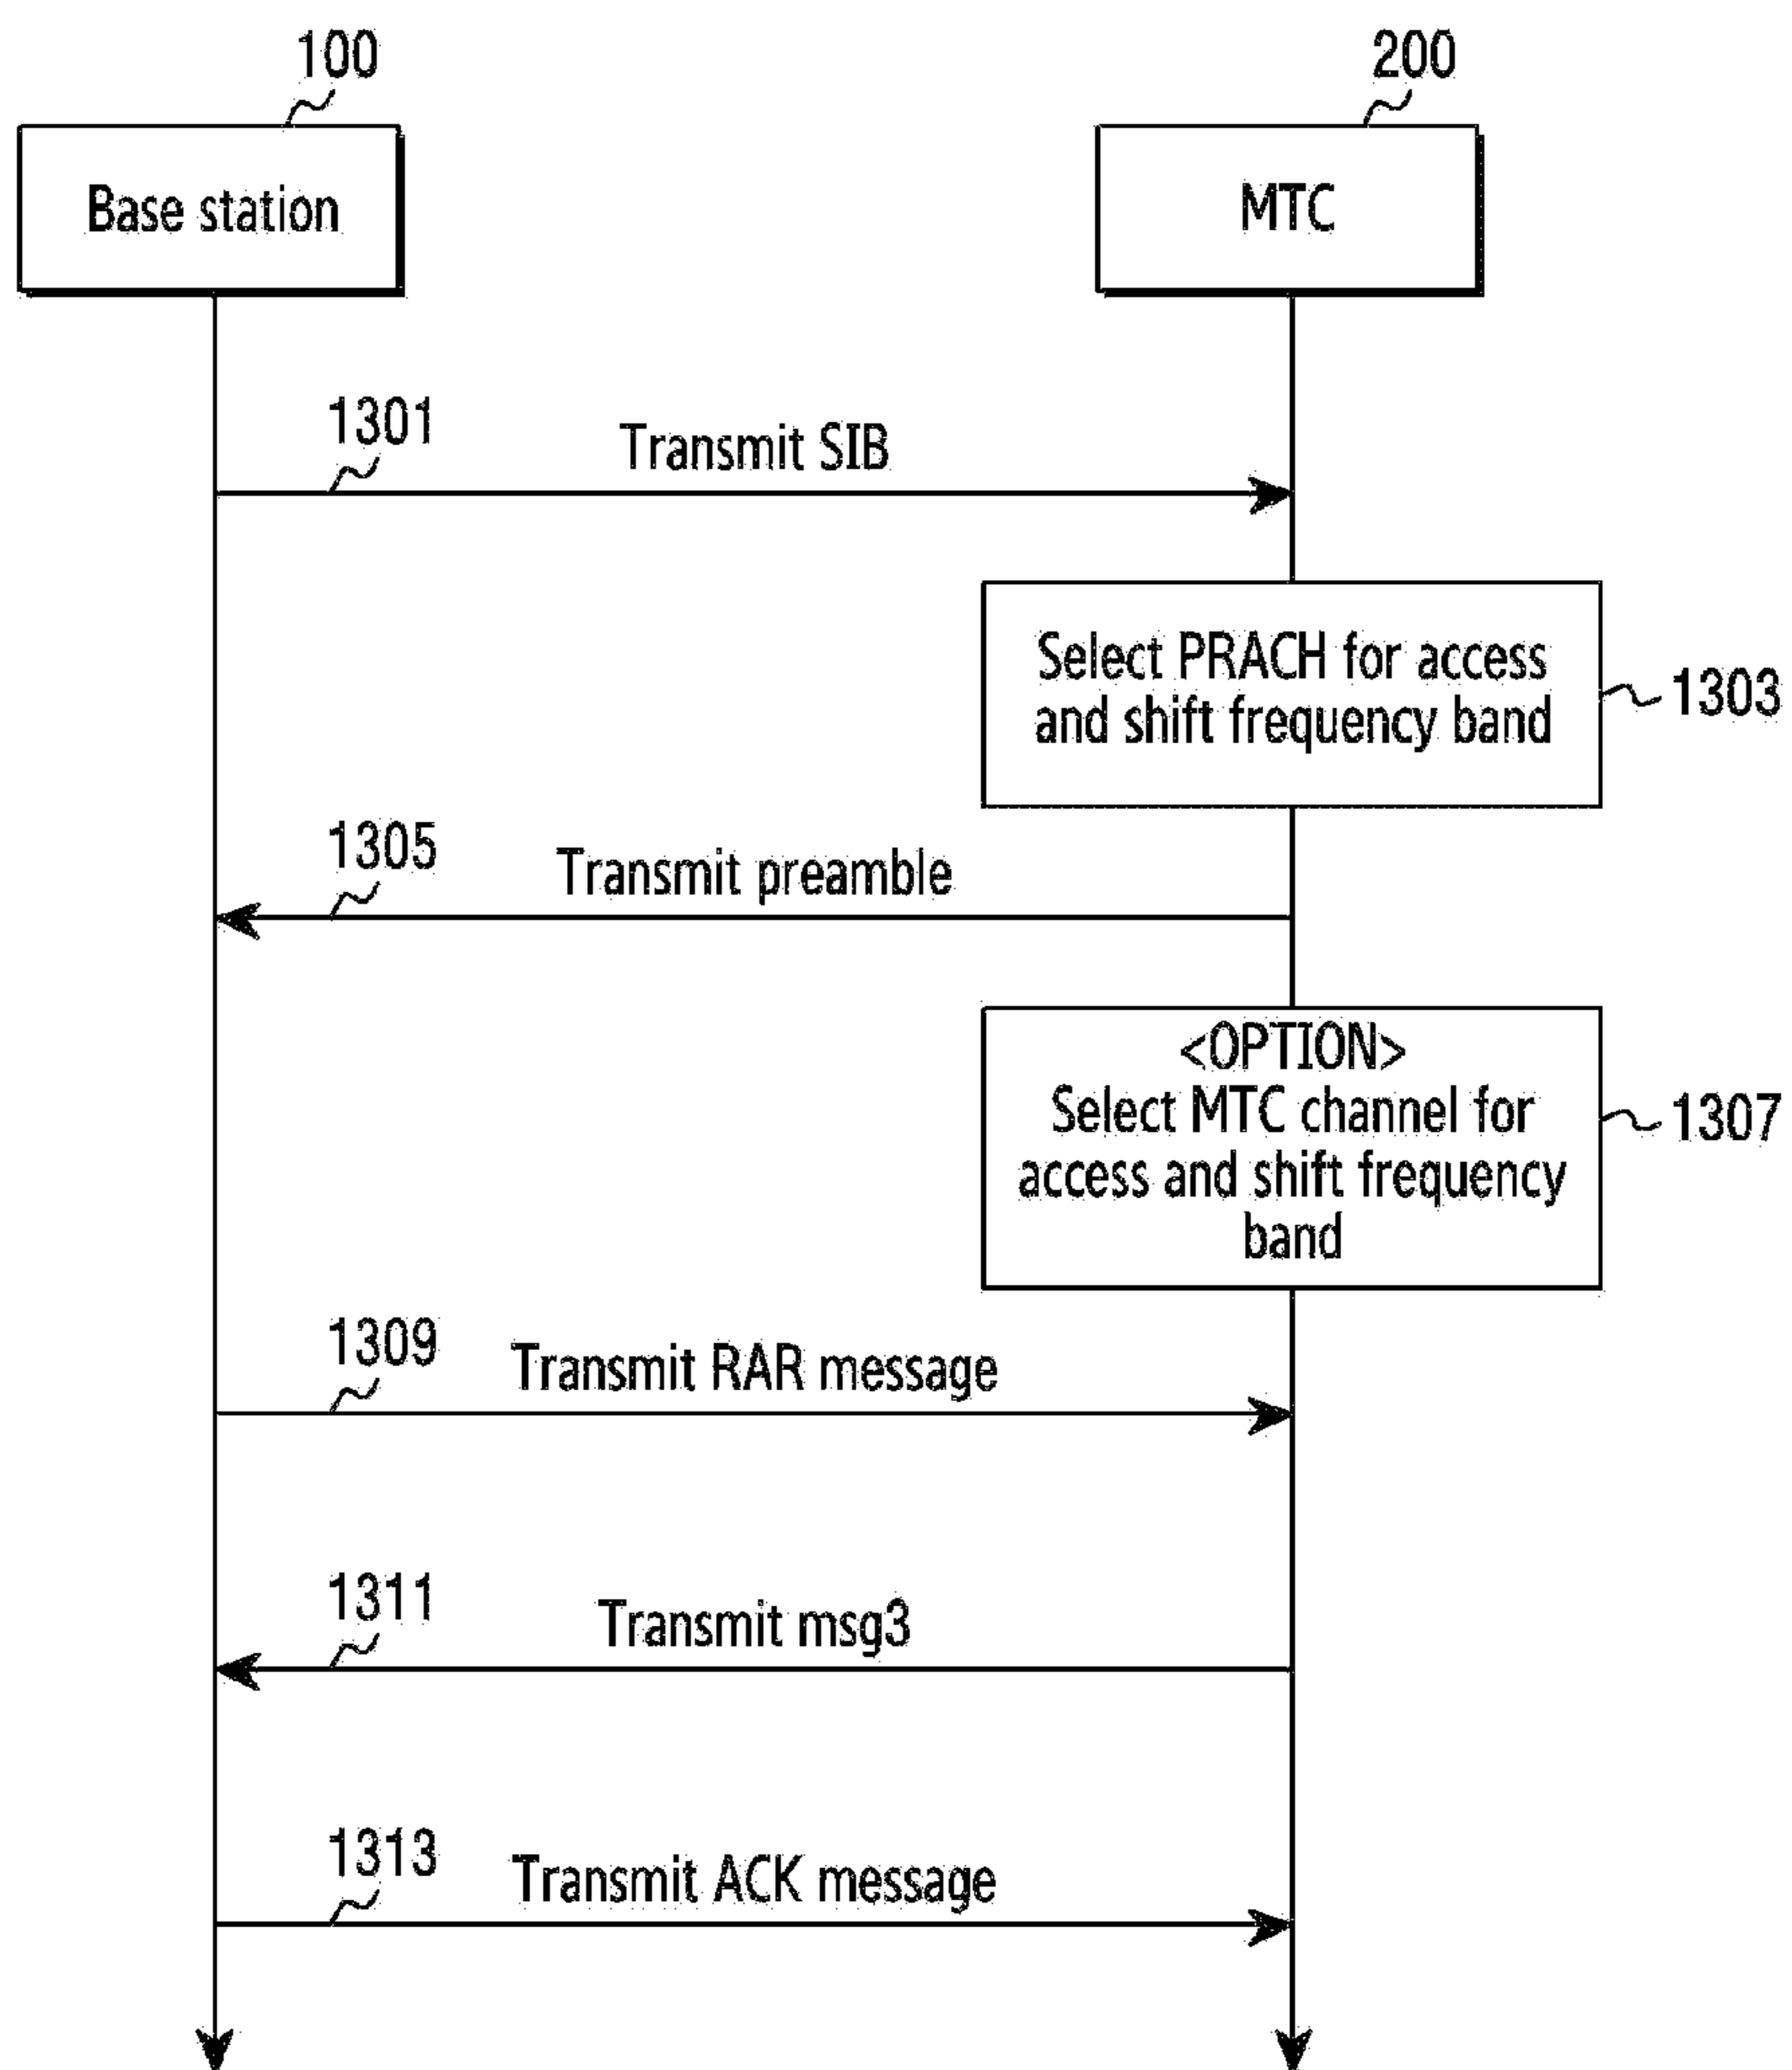 100
200
Base station
MTC
1301
Transmit SIB
Select PRACH for access
and shift frequency band
1303
1305
Transmit preamble
<OPTION>
Select MTC channel for
access and shift frequency
band
1307
1309
Transmit RAR message
1311
Transmit msg3
1313
Transmit ACK message